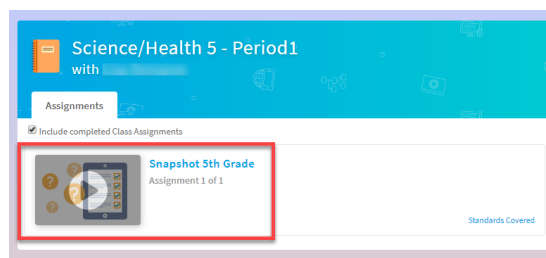 Science/Health 5 - Period1
with
Assignments
Include completed Class Assignments
Snapshot 5th Grade
Assignment 1 of 1
Standards Covered